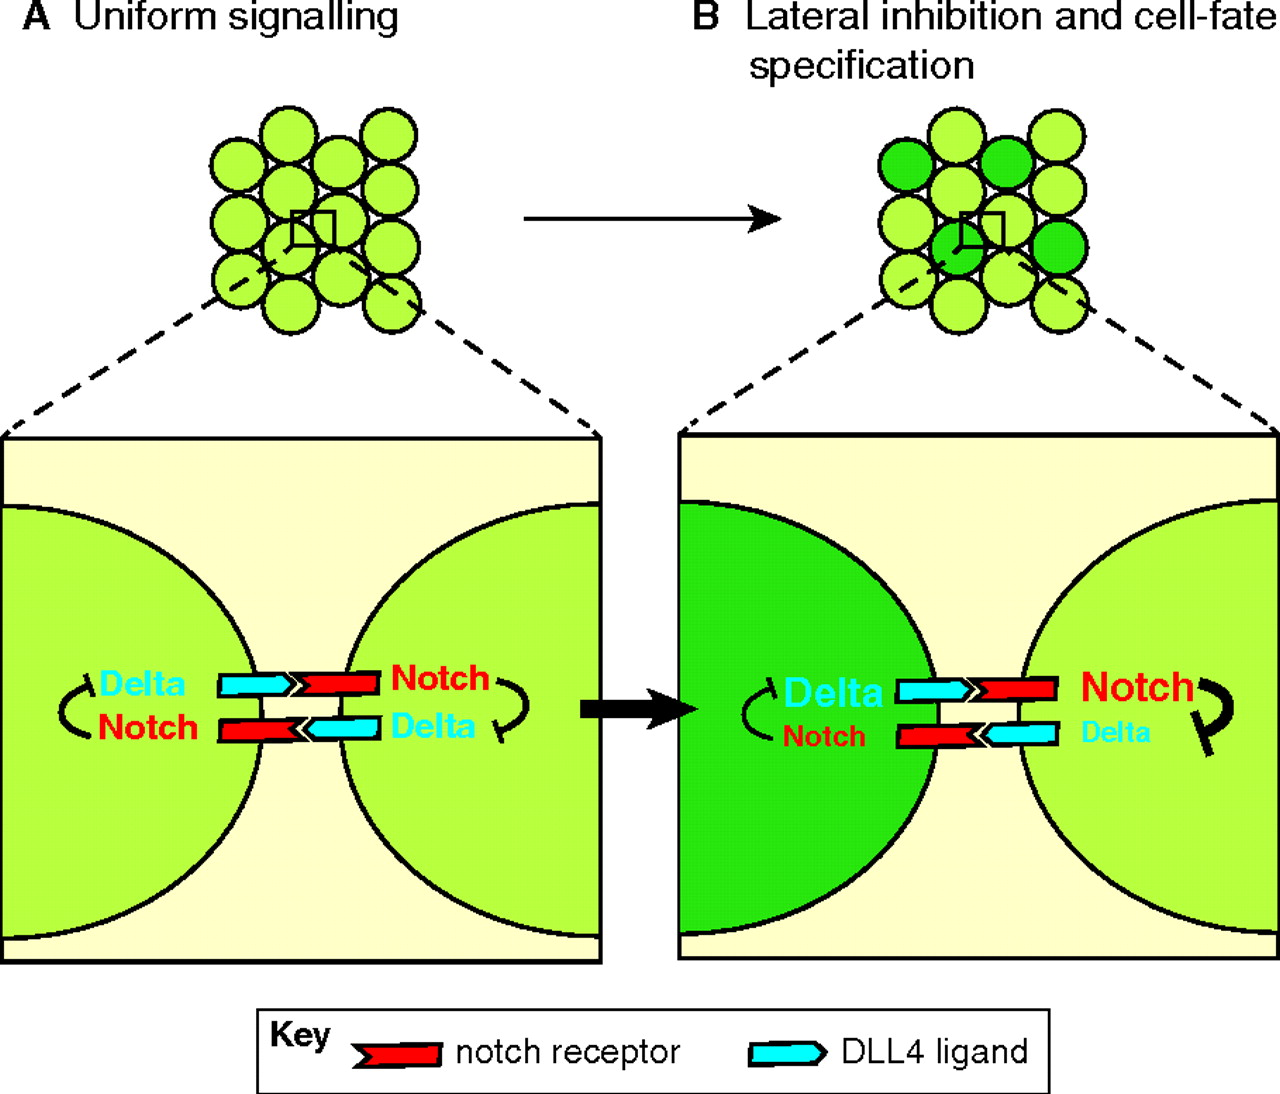 A Uniform signalling
B Lateral inhibition and cell-fate
specification
Delta
Notch
Notch
Delta
Delta
Notch
Notch
Delta
Key
notch receptor
DLL4 ligand